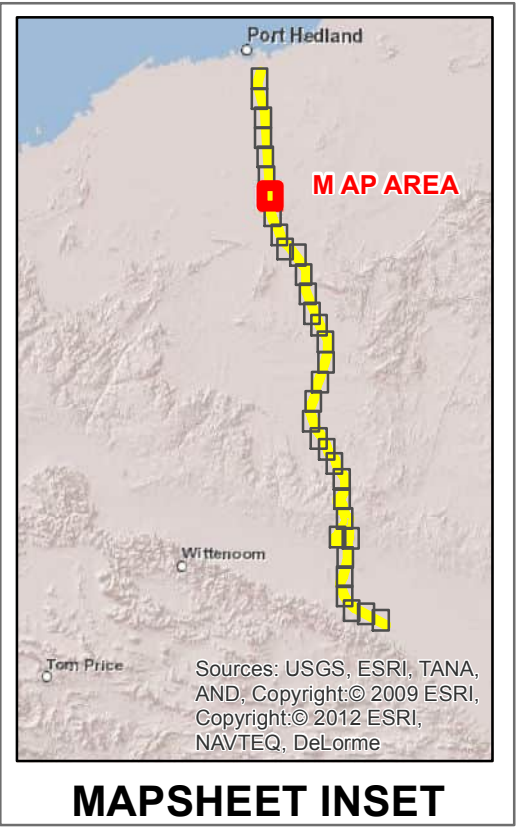 Port Hedland
MAP AREA
Wittenoom
Tom Price
Sources: USGS, ESRI, TANA,
AND, Copyright:© 2009 ESRI,
Copyright:© 2012 ESRI,
NAVTEQ, DeLorme
MAPSHEET INSET